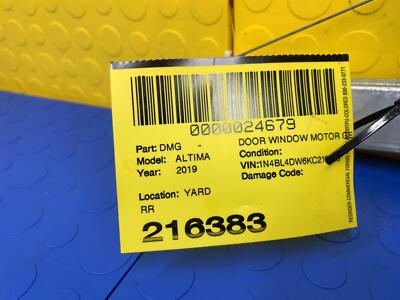 0000024679
Part: DMG - DOOR WINDOW MOTOR
Model: ALTIMA Condition:
Year: 2019 VIN:1N4BL4DW6KC21
Damage Code:
Location: YARD
RR
216383